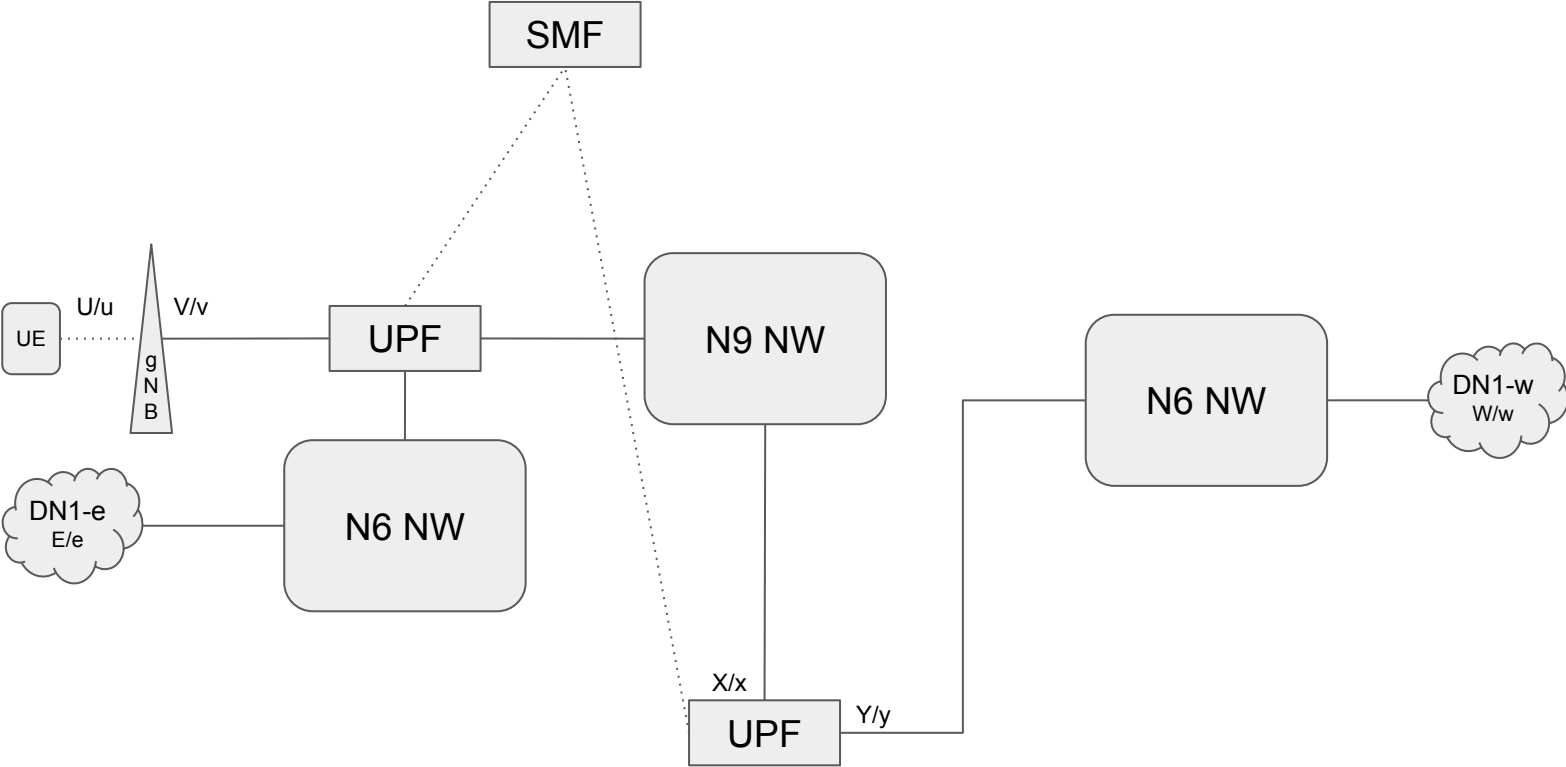 SMF
U/u
V/v
UE
g
N
B
UPF
N9 NW
N6 NW
DN1-w
W/w
DN1-e
E/e
N6 NW
X/x
Y/y
UPF